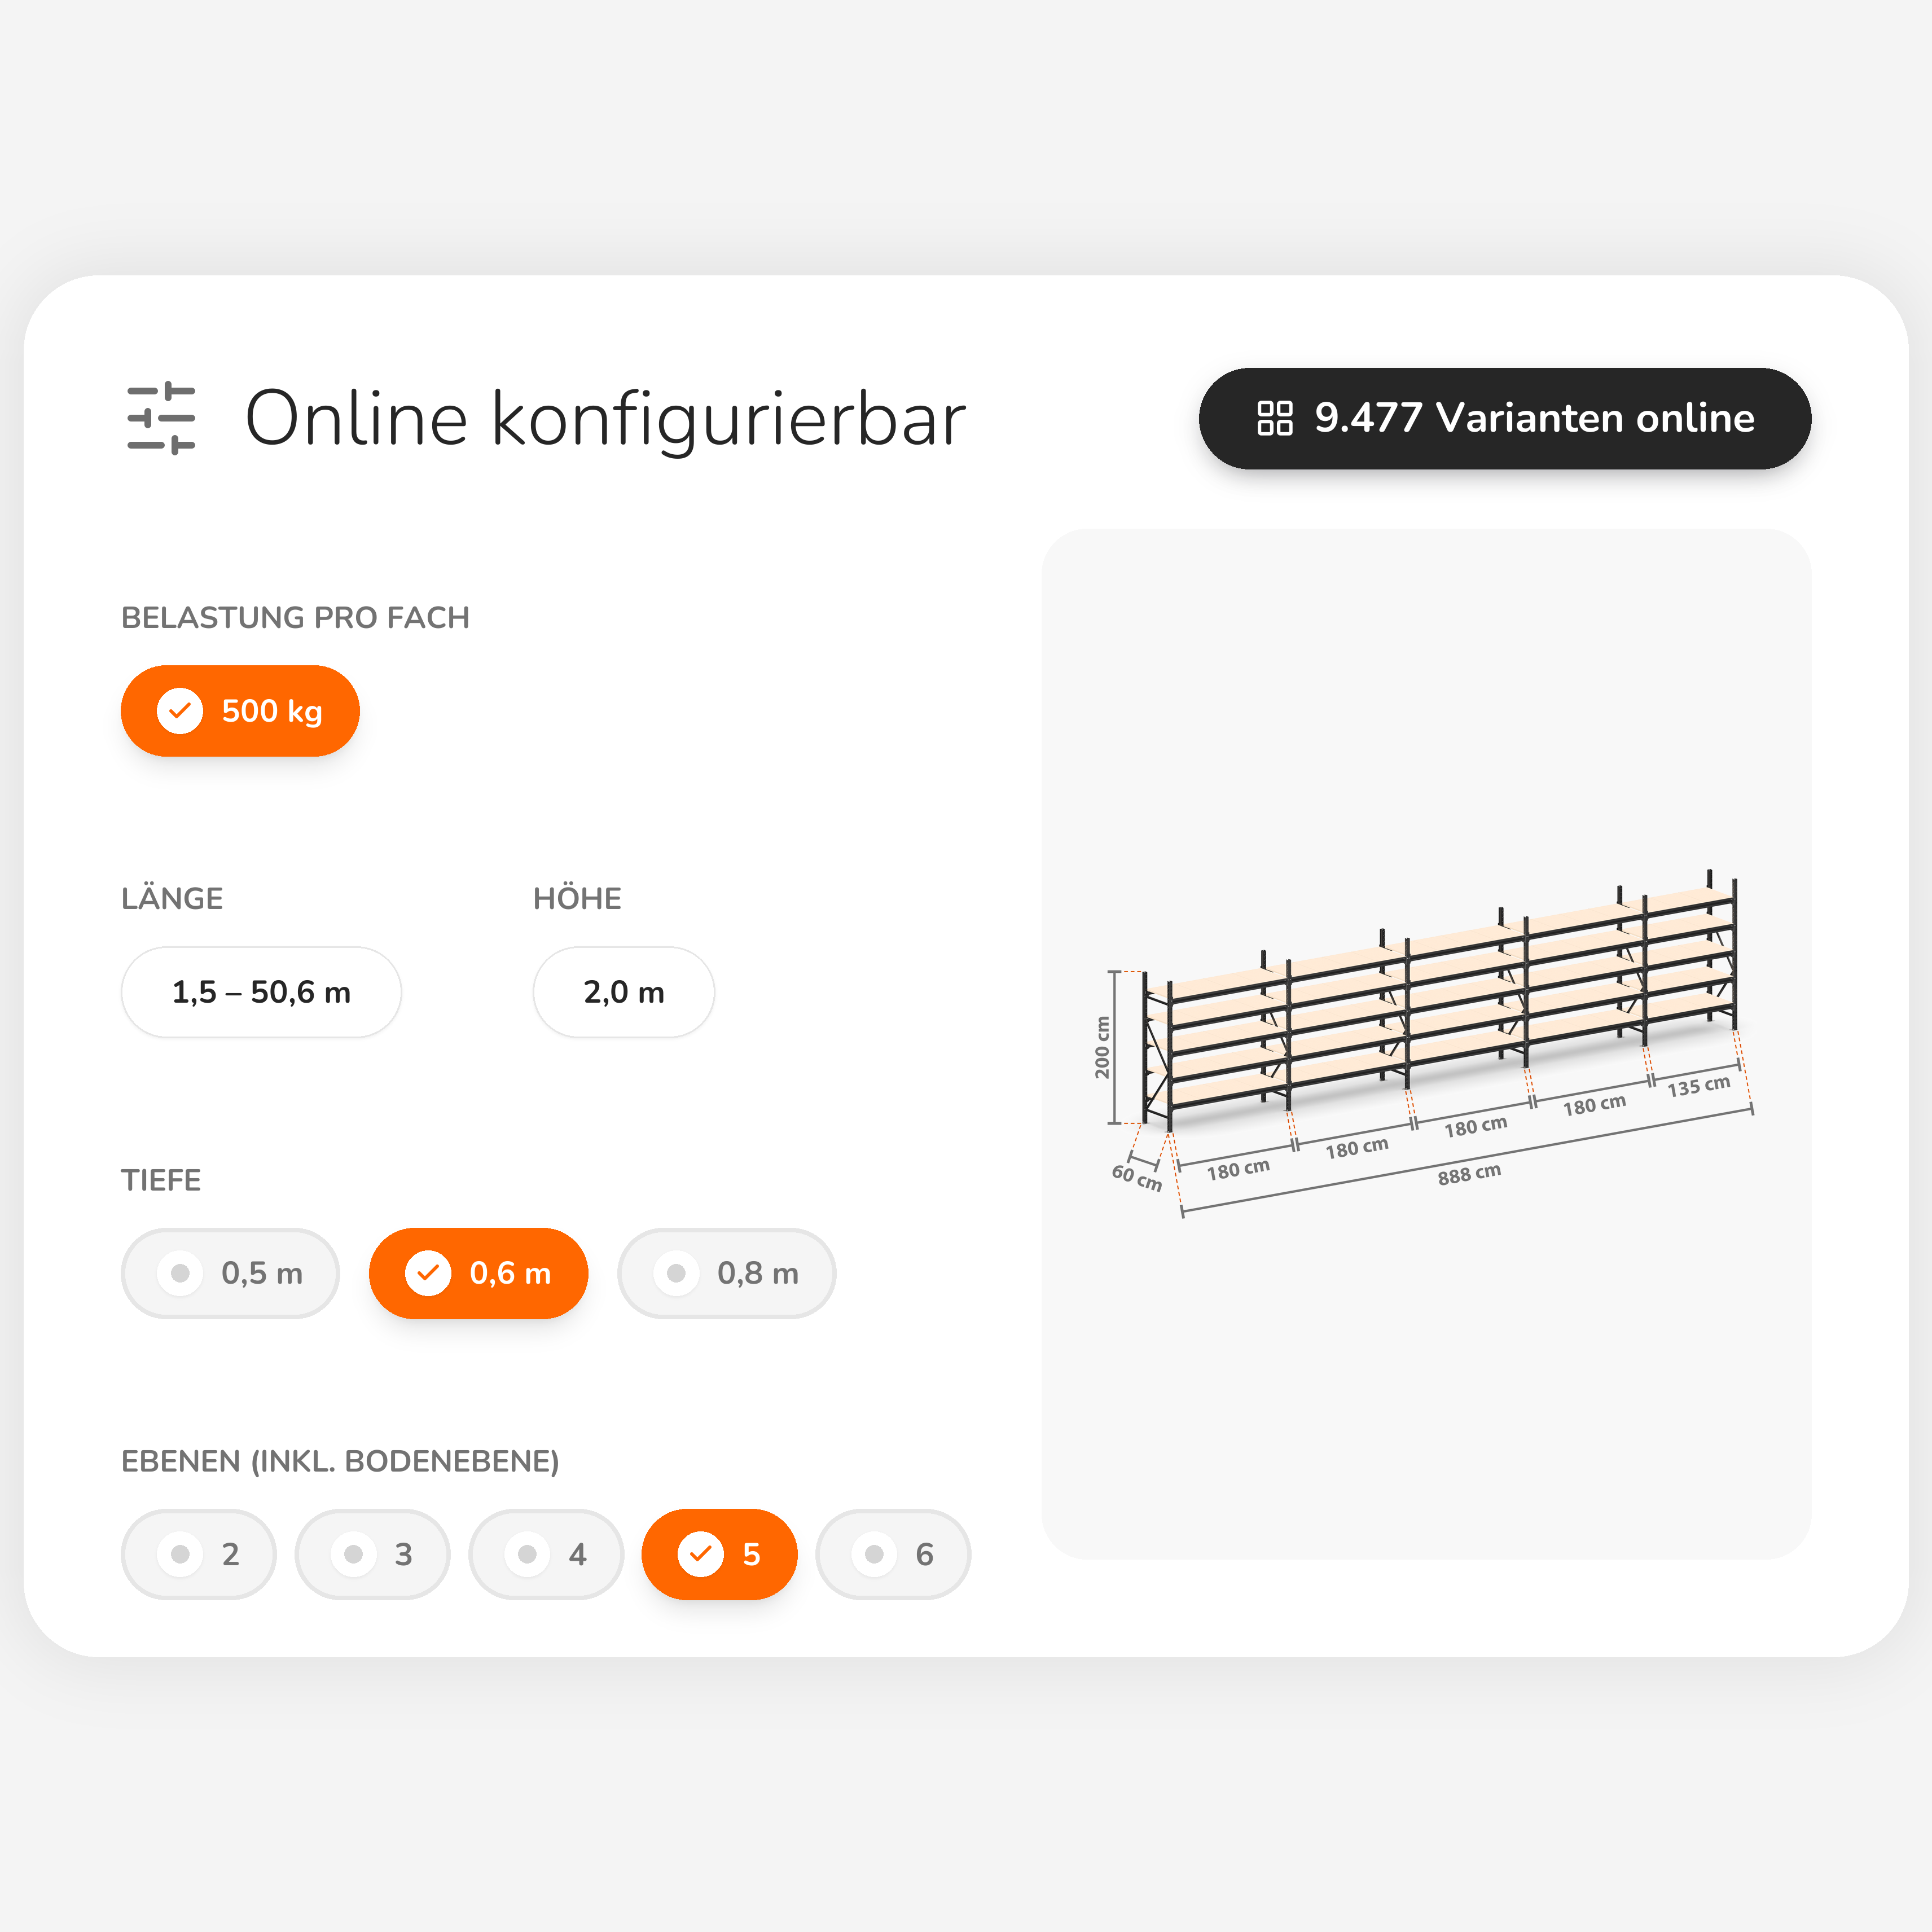 Online konfigurierbar
9.477 Varianten online
BELASTUNG PRO FACH
500 kg
LÄNGE
HÖHE
1,5 – 50,6 m
2,0 m
TIEFE
0,5 m
0,6 m
0,8 m
EBENEN (INKL. BODENEBENE)
2
3
4
5
6
200 cm
60 cm
180 cm
180 cm
180 cm
180 cm
135 cm
888 cm